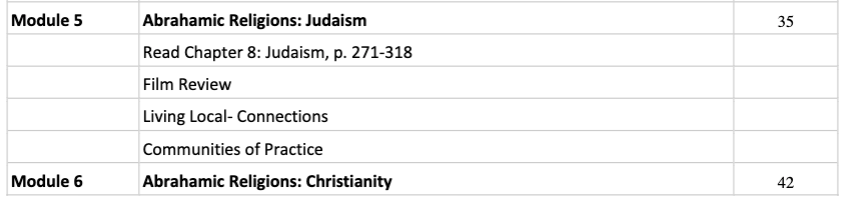 Module 5 Abrahamic Religions: Judaism 35
Read Chapter 8: Judaism, p. 271-318
Film Review
Living Local- Connections
Communities of Practice
Module 6 Abrahamic Religions: Christianity 42